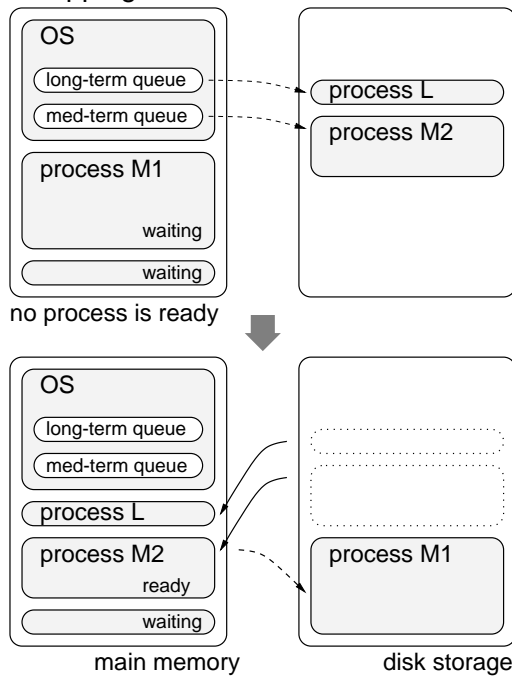 OS
long-term queue
med-term queue
process L
process M2
process M1
waiting
waiting
no process is ready
OS
long-term queue
med-term queue
process L
process M2
ready
process M1
waiting
main memory
disk storage